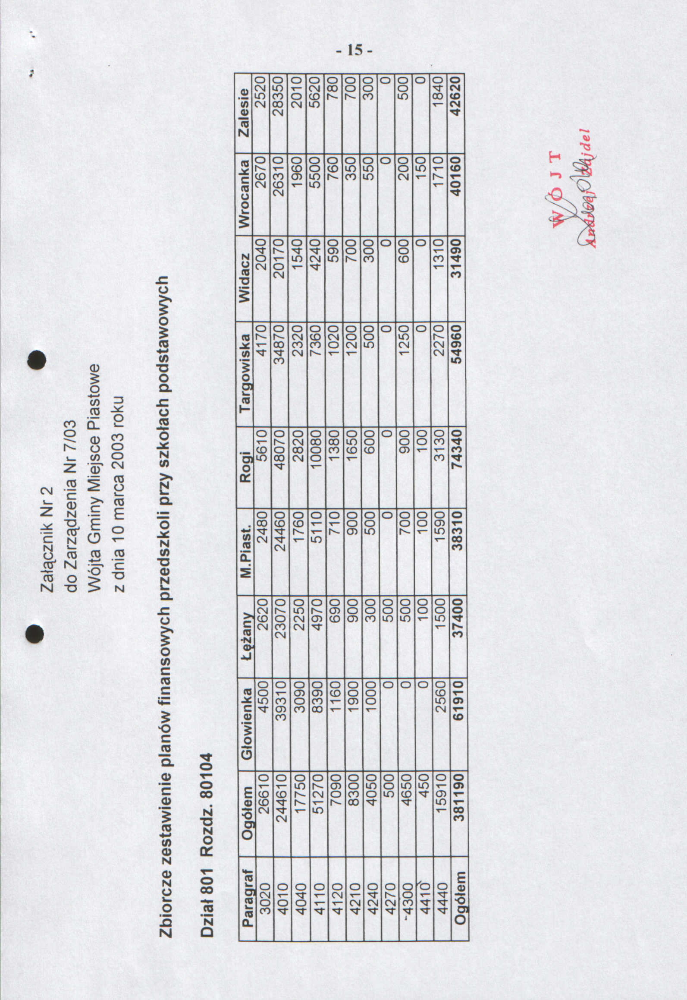 Załącznik Nr 2
do Zarządzenia Nr 7/03
Wójta Gminy Miejsce Piastowe
z dnia 10 marca 2003 roku
Zbiorcze zestawienie planów finansowych przedszkoli przy szkołach podstawowych
Dział 801 Rozdz. 80104
Paragraf Ogółem Głowienka Łężany M.Piast. Rogi Targowiska Widacz Wrocanka Zalesie
3020 26610 4500 2620 2480 5610 4170 2040 2670 2520
4010 244610 39310 23070 24460 48070 34870 20170 26310 28350
4040 17750 3090 2250 1760 2820 2320 1540 1960 2010
4110 51270 8390 4970 5110 10080 7360 4240 5500 5620
4120 7090 1160 690 710 1380 1020 590 760 780
4210 8300 1900 900 900 1650 1200 700 350 700
4240 4050 1000 300 500 600 500 300 550 300
4270 500 0 500 0 0 0 0 0 0
4300 4650 0 500 700 900 1250 600 200 500
4410 450 0 100 100 100 0 0 150 0
4440 15910 2560 1500 1590 3130 2270 1310 1710 1840
Ogółem 381190 61910 37400 38310 74340 54960 31490 40160 42620
- 15 -
WÓJT
Andrzej Zajdel